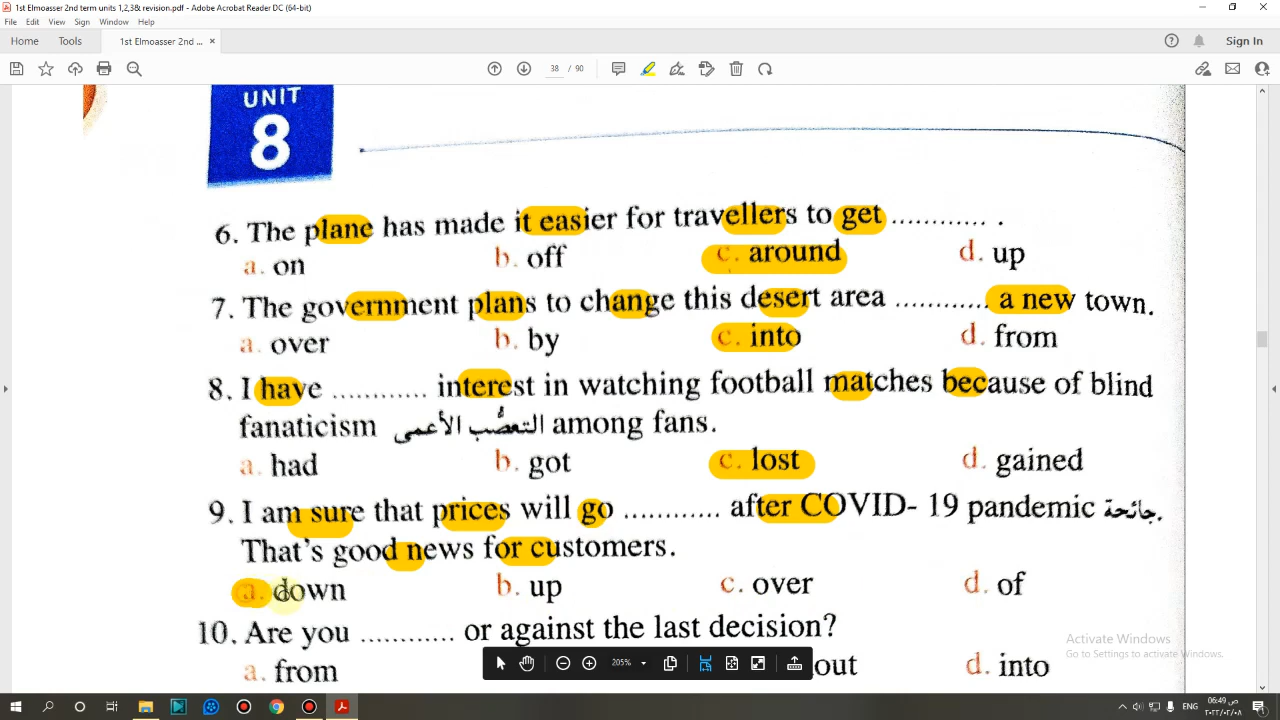 1st Elmoasser 2nd term units 1,2,3& revision.pdf - Adobe Acrobat Reader DC (64-bit)
File Edit View Sign Window Help
Home Tools 1st Elmoasser 2nd ... × Sign In
38 / 90
UNIT
8
6. The plane has made it easier for travellers to get ............ .
a. on b. off c. around d. up
7. The government plans to change this desert area ............ a new town.
a. over b. by c. into d. from
8. I have ............ interest in watching football matches because of blind
fanaticism التعصُّب الأعمى among fans.
a. had b. got c. lost d. gained
9. I am sure that prices will go ............ after COVID- 19 pandemic جائحة.
That's good news for customers.
a. down b. up c. over d. of
10. Are you ............ or against the last decision?
a. from out d. into
205%
Activate Windows
Go to Settings to activate Windows.
ENG
06:49 ص
٢٠٢٢/٠٢/٠٨